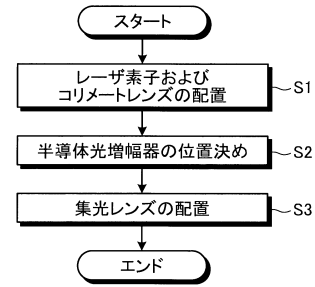 スタート
レーザ素子および
コリメートレンズの配置
S1
半導体光増幅器の位置決め
S2
集光レンズの配置
S3
エンド